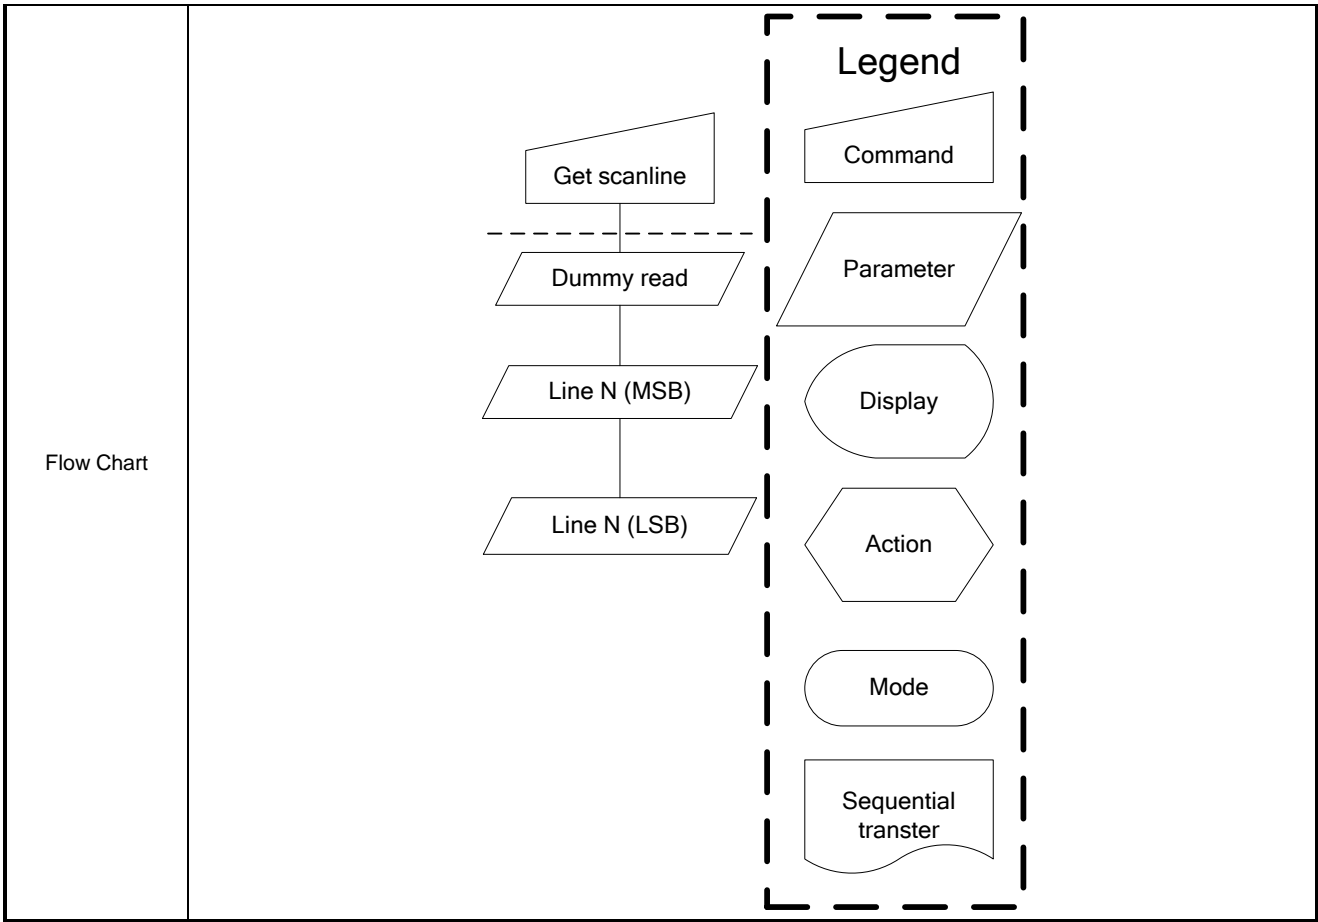 Flow Chart
Get scanline
Dummy read
Line N (MSB)
Line N (LSB)
Legend
Command
Parameter
Display
Action
Mode
Sequential
transter